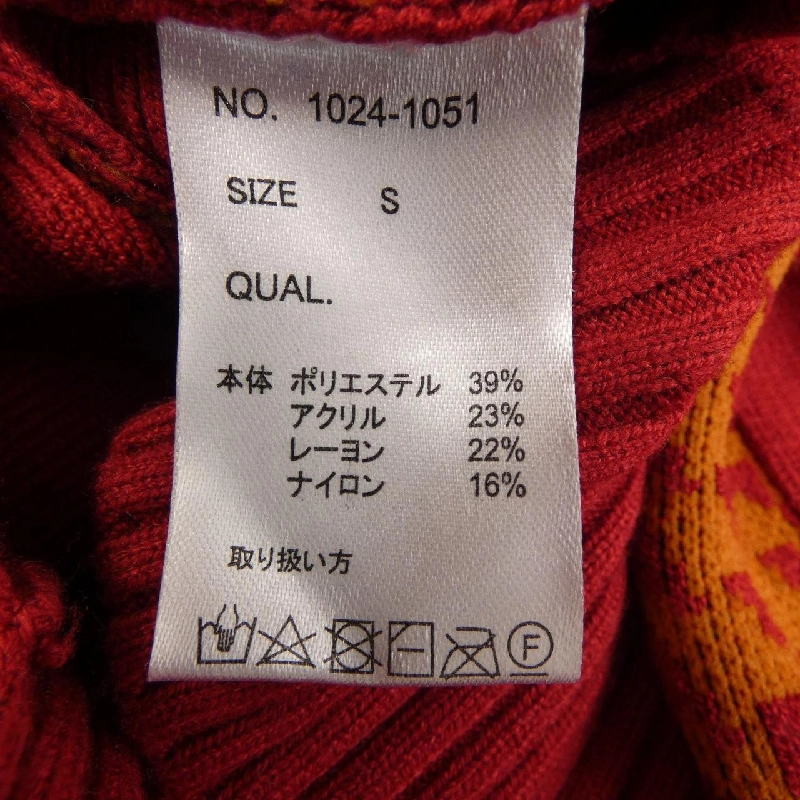 NO. 1024-1051
SIZE S
QUAL.
本体 ポリエステル 39%
アクリル 23%
レーヨン 22%
ナイロン 16%
取り扱い方
F